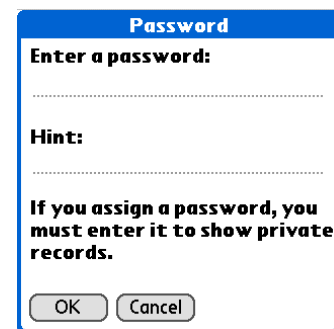 Password
Enter a password:
Hint:
If you assign a password, you
must enter it to show private
records.
OK Cancel